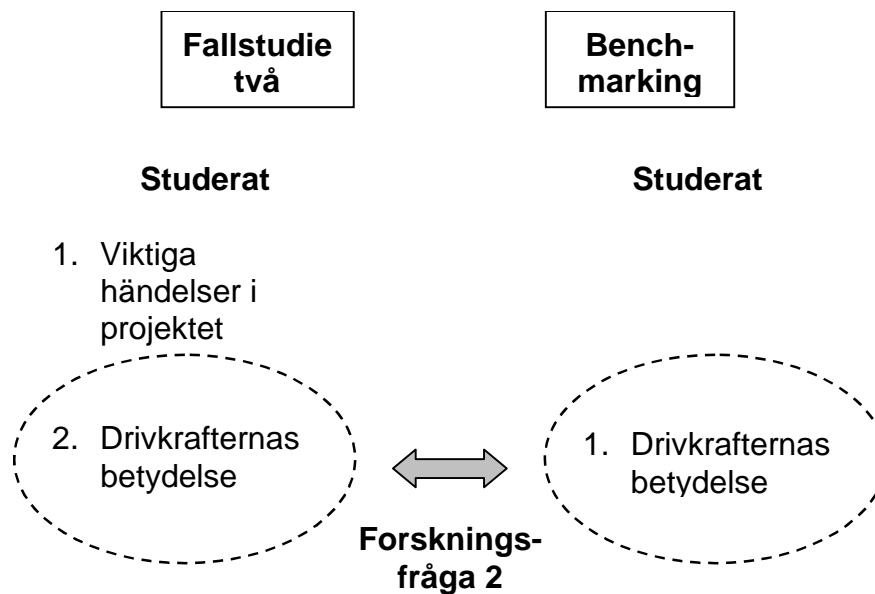 Fallstudie
två
Bench-
marking
Studerat
Studerat
1. Viktiga
händelser i
projektet
2. Drivkrafternas
betydelse
1. Drivkrafternas
betydelse
Forsknings-
fråga 2